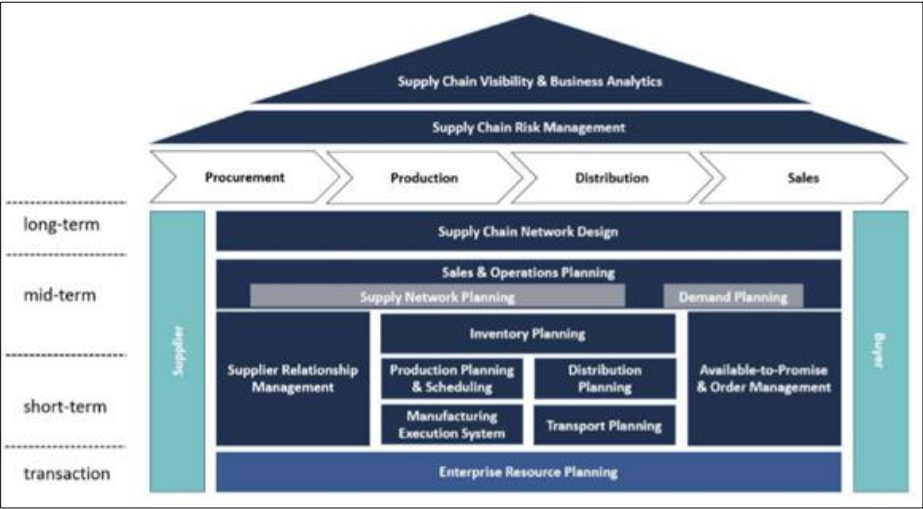 Supply Chain Visibility & Business Analytics
Supply Chain Risk Management
Procurement
Production
Distribution
Sales
long-term
Supply Chain Network Design
mid-term
Sales & Operations Planning
Supply Network Planning
Demand Planning
Supplier
Buyer
Inventory Planning
Supplier Relationship
Management
Production Planning
& Scheduling
Distribution
Planning
Available-to-Promise
& Order Management
short-term
Manufacturing
Execution System
Transport Planning
transaction
Enterprise Resource Planning